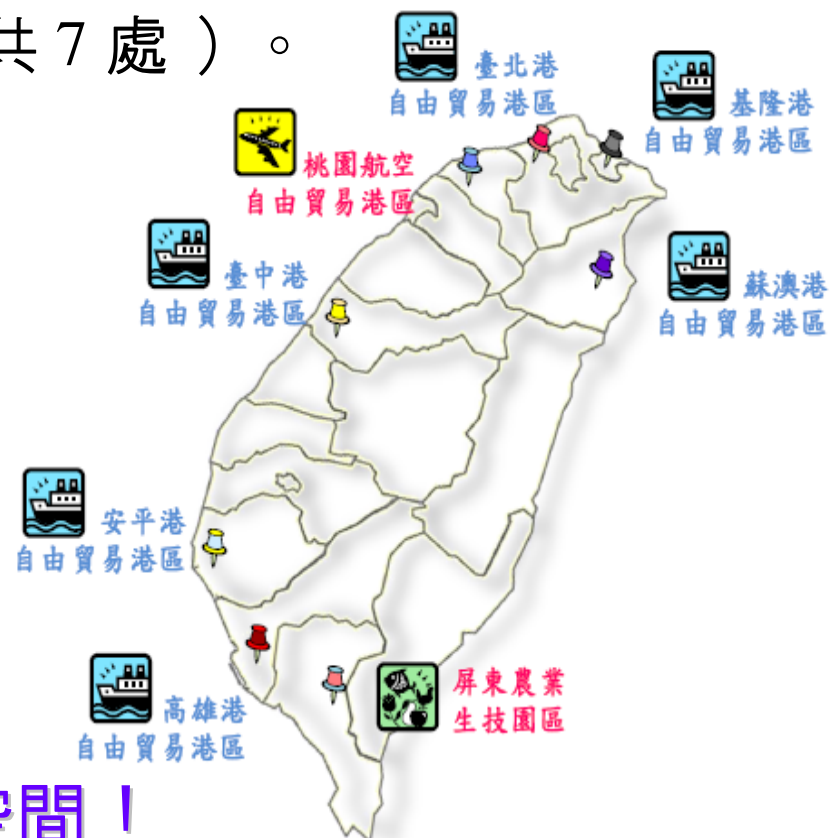 共 7 處 ） 。
臺北港
自由貿易港區
基隆港
自由貿易港區
桃園航空
自由貿易港區
臺中港
自由貿易港區
蘇澳港
自由貿易港區
安平港
自由貿易港區
屏東農業
生技園區
高雄港
自由貿易港區
間！